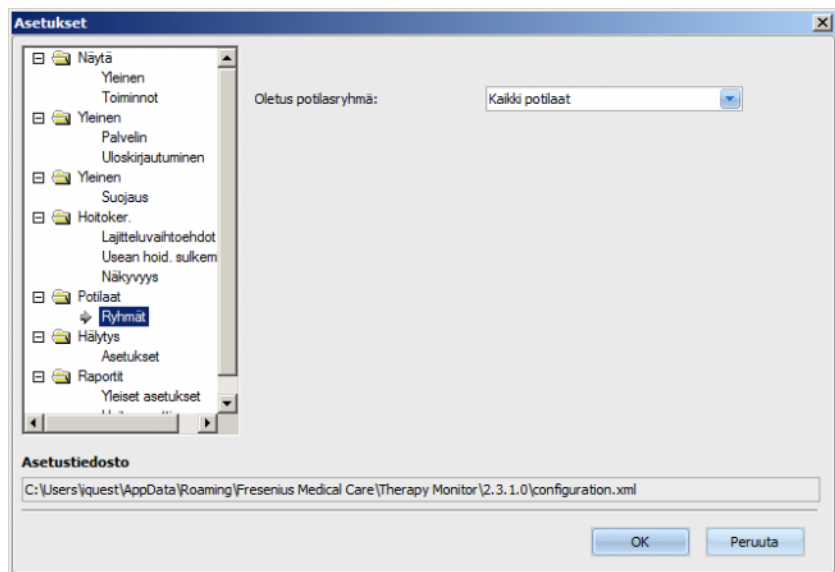 Asetukset
Näytä
Yleinen
Toiminnot
Yleinen
Palvelin
Uloskirjautuminen
Yleinen
Suojaus
Hoitoker.
Lajitteluvaihtoehdot
Usean hoid. sulkem
Näkyvyys
Potilaat
Ryhmät
Hälytys
Asetukset
Raportit
Yleiset asetukset
Oletus potilasryhmä:
Kaikki potilaat
Asetustiedosto
C:\Users\iquest\AppData\Roaming\Fresenius Medical Care\Therapy Monitor\2.3.1.0\configuration.xml
OK
Peruuta